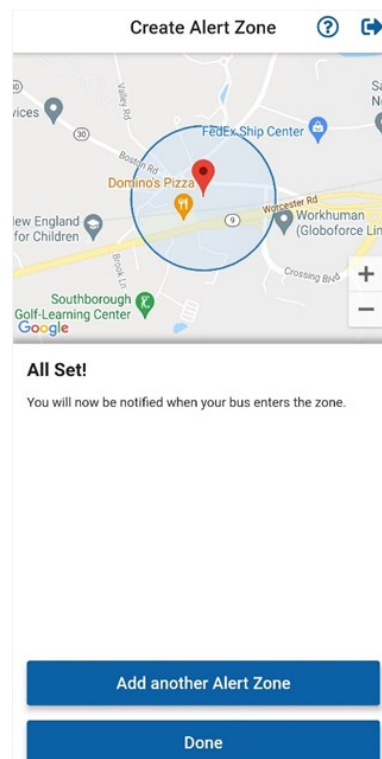 Create Alert Zone
Valley Rd
ices
30
FedEx Ship Center
Boston Rd
Domino's Pizza
Worcester Rd
9
ew England
for Children
Workhuman
(Globoforce Lin
Brook Ln
Crossing Blvd
+
Southborough
Golf-Learning Center
−
Google
All Set!
You will now be notified when your bus enters the zone.
Add another Alert Zone
Done